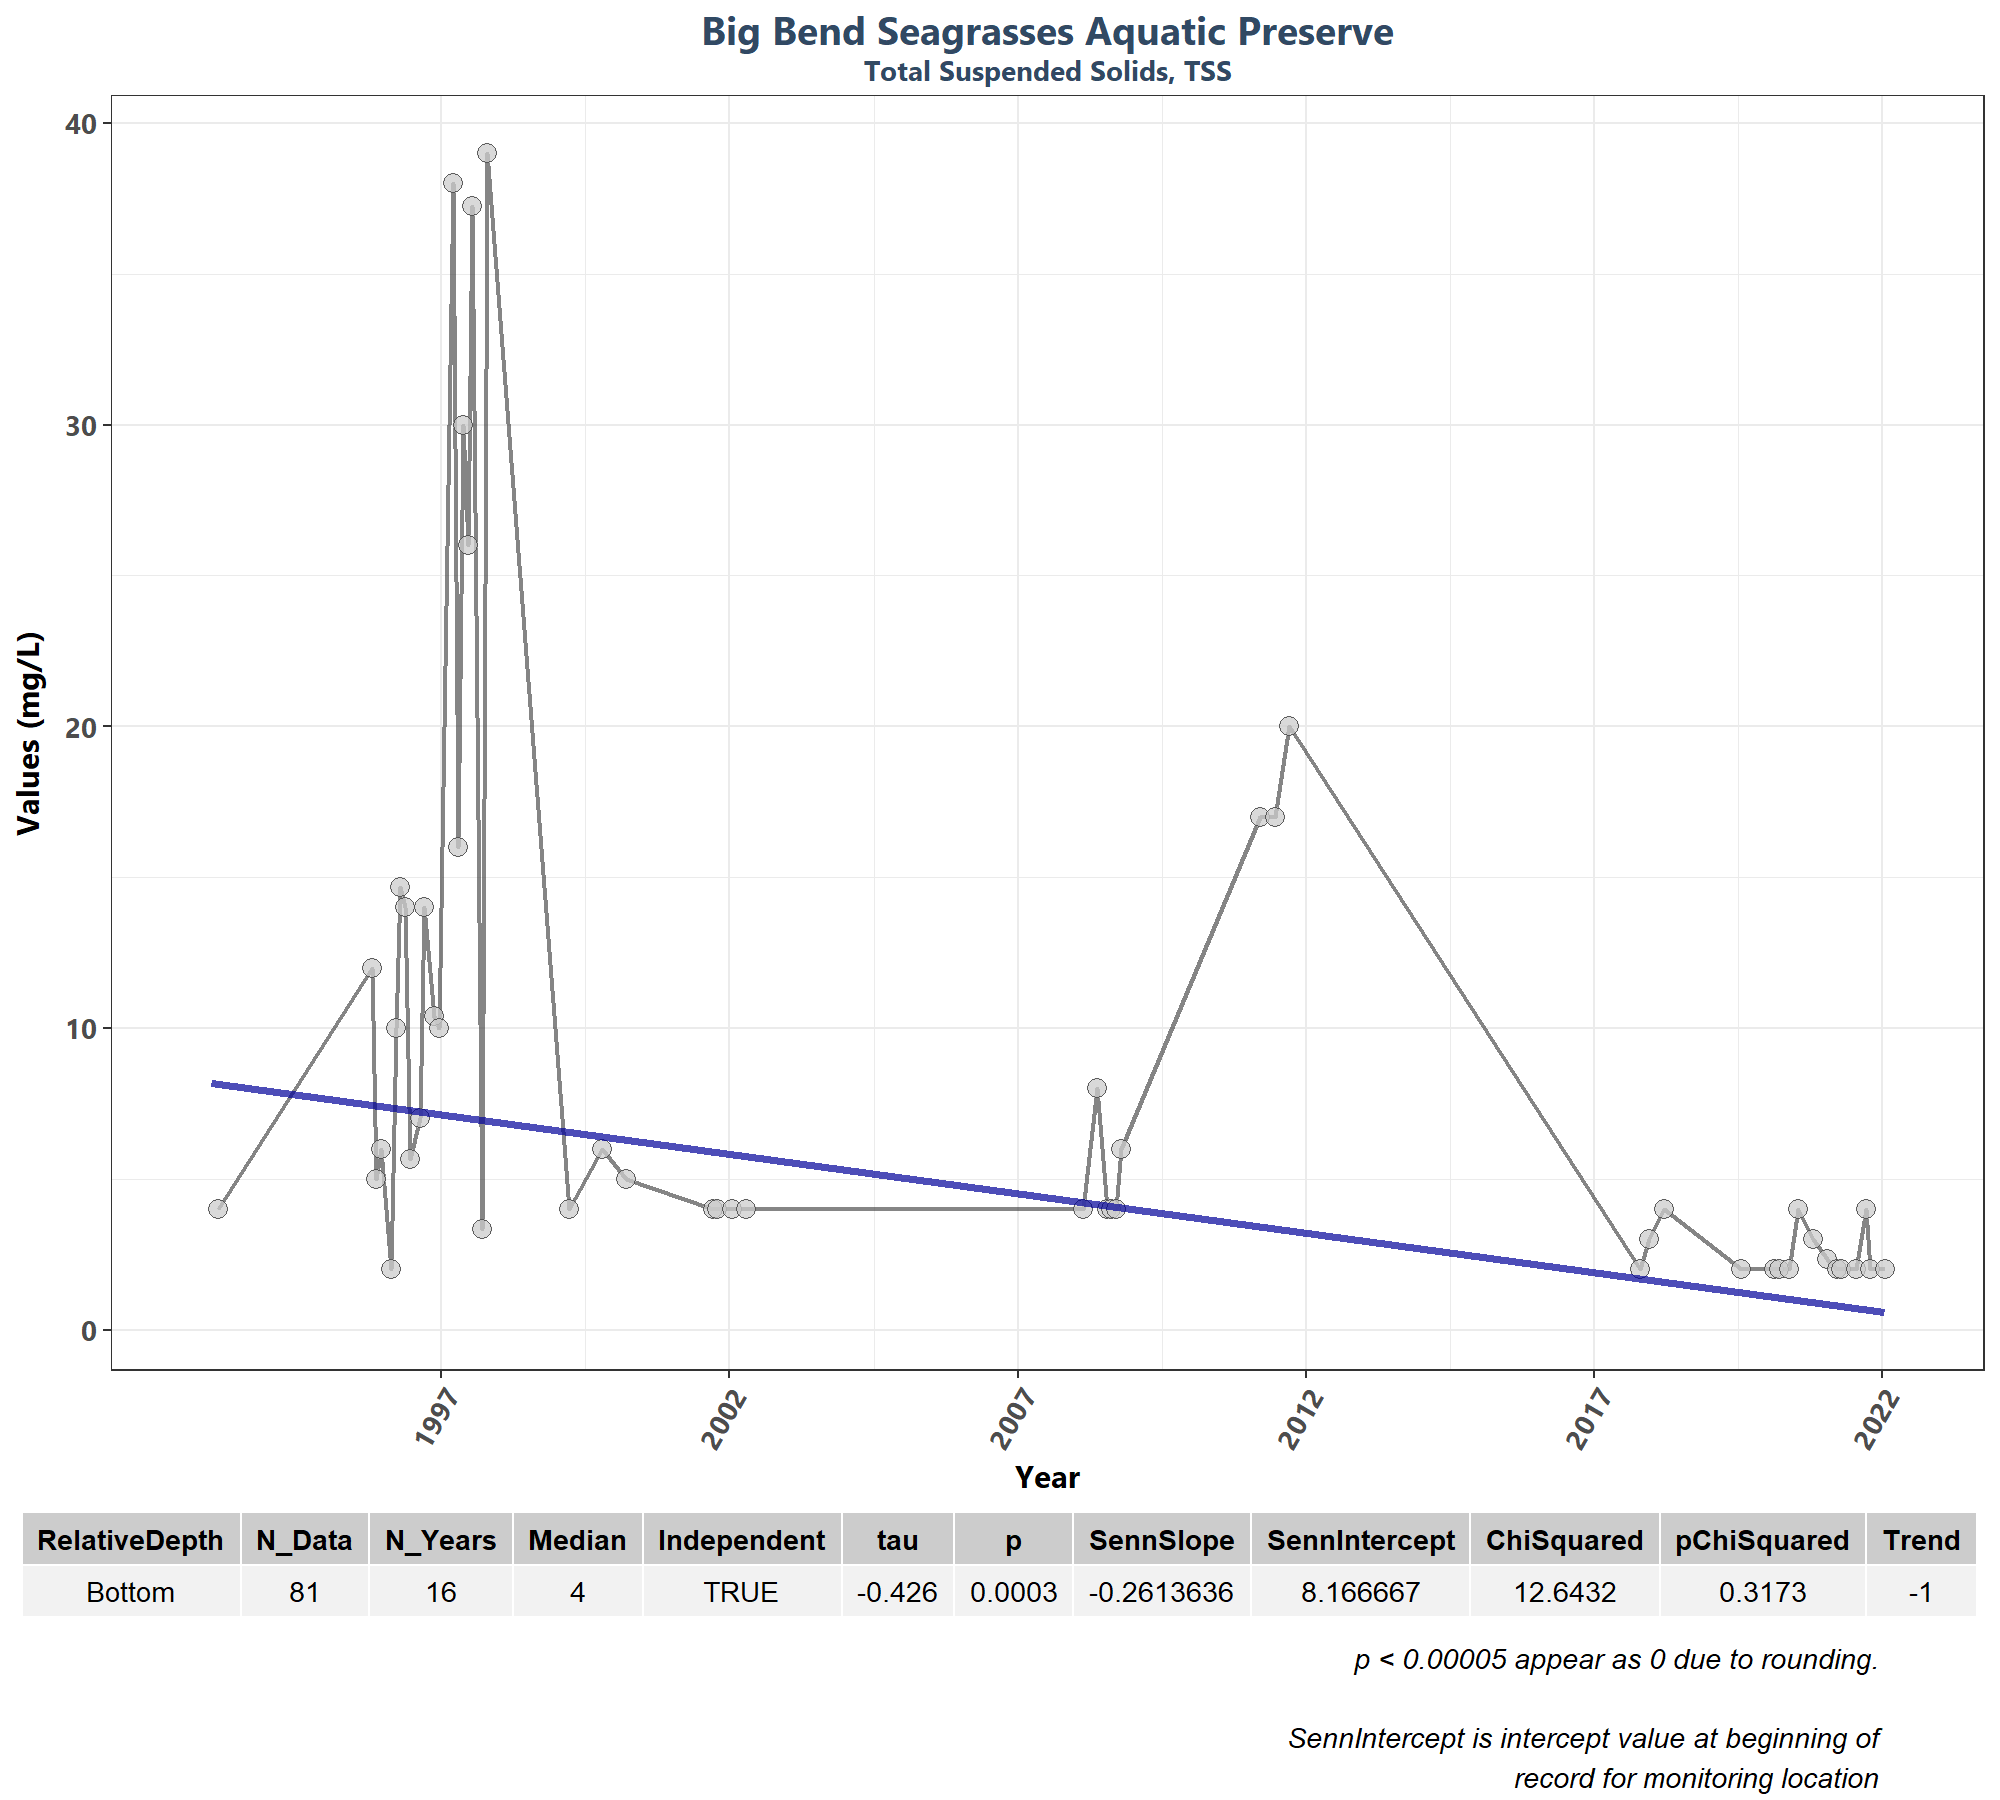 Big Bend Seagrasses Aquatic Preserve
Total Suspended Solids, TSS
Values (mg/L)
40
30
20
10
0
1997 2002 2007 2012 2017 2022
Year
RelativeDepth N_Data N_Years Median Independent tau p SennSlope SennIntercept ChiSquared pChiSquared Trend
Bottom 81 16 4 TRUE -0.426 0.0003 -0.2613636 8.166667 12.6432 0.3173 -1
p < 0.00005 appear as 0 due to rounding.
SennIntercept is intercept value at beginning of
record for monitoring location